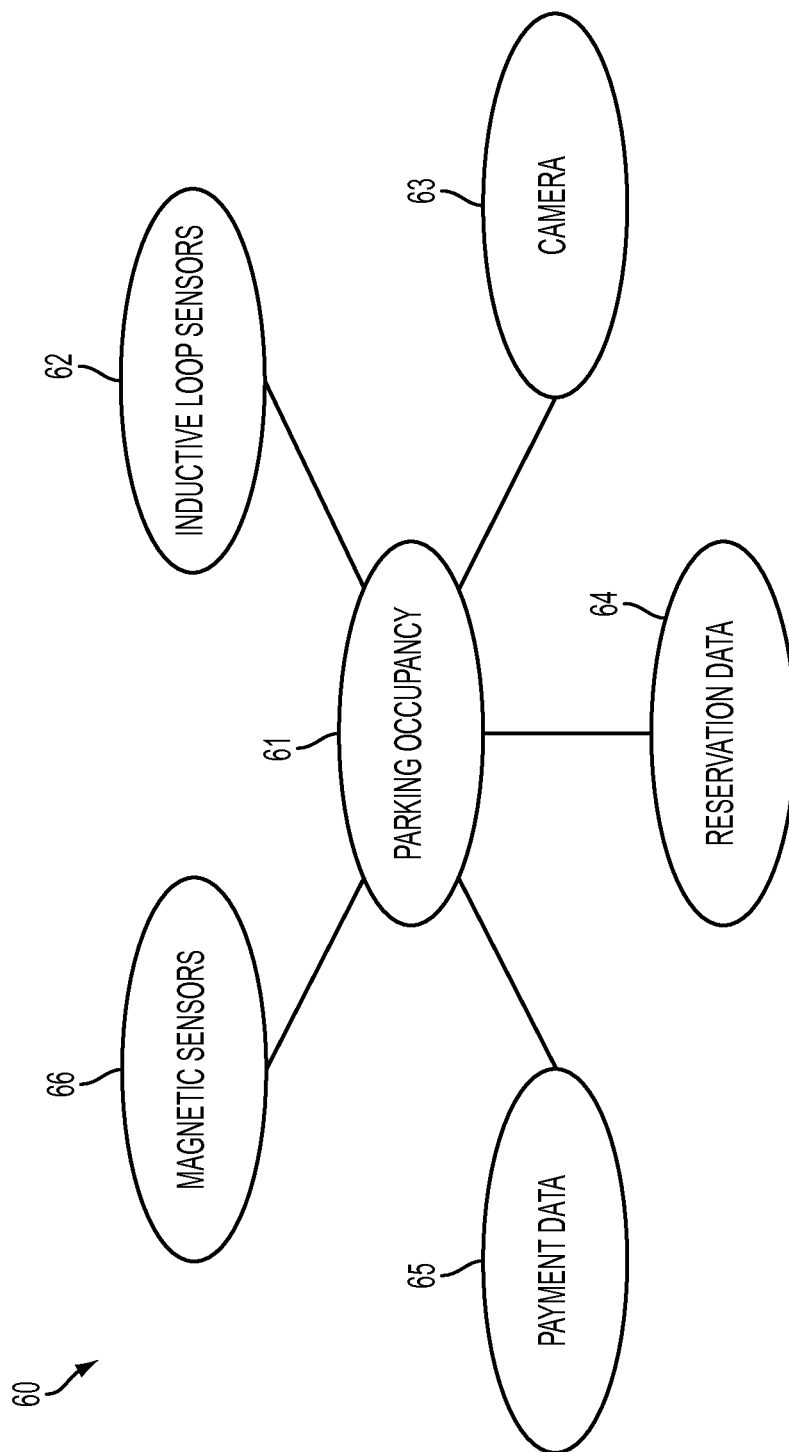 60
66
MAGNETIC SENSORS
62
INDUCTIVE LOOP SENSORS
61
PARKING OCCUPANCY
65
PAYMENT DATA
63
CAMERA
64
RESERVATION DATA